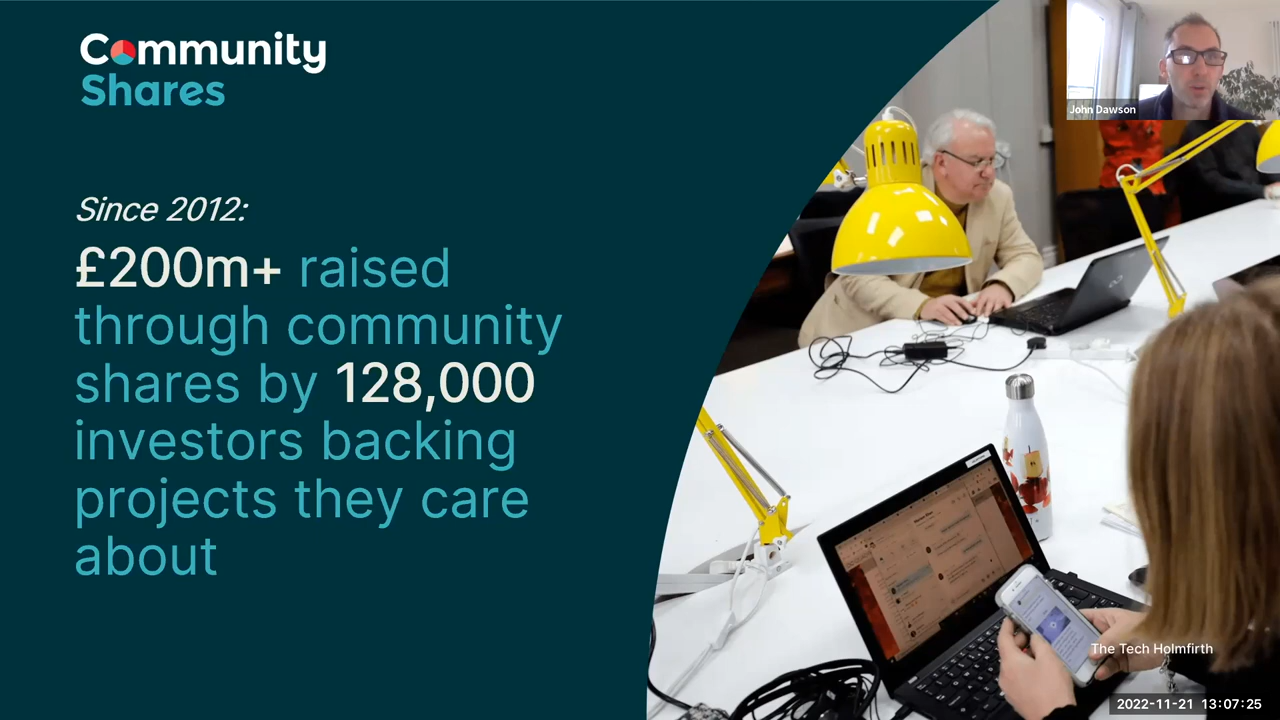 Community
Shares
John Dawson
Since 2012:
£200m+ raised
through community
shares by 128,000
investors backing
projects they care
about
The Tech Holmfirth
2022-11-21 13:07:25